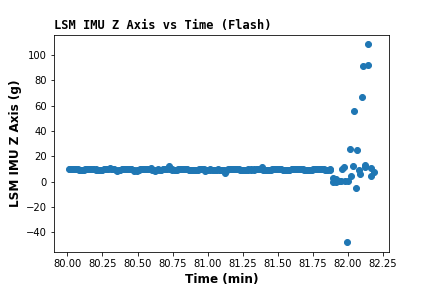 LSM IMU Z Axis vs Time (Flash)
LSM IMU Z Axis (g)
100
80
60
40
20
0
−20
−40
80.00 80.25 80.50 80.75 81.00 81.25 81.50 81.75 82.00 82.25
Time (min)